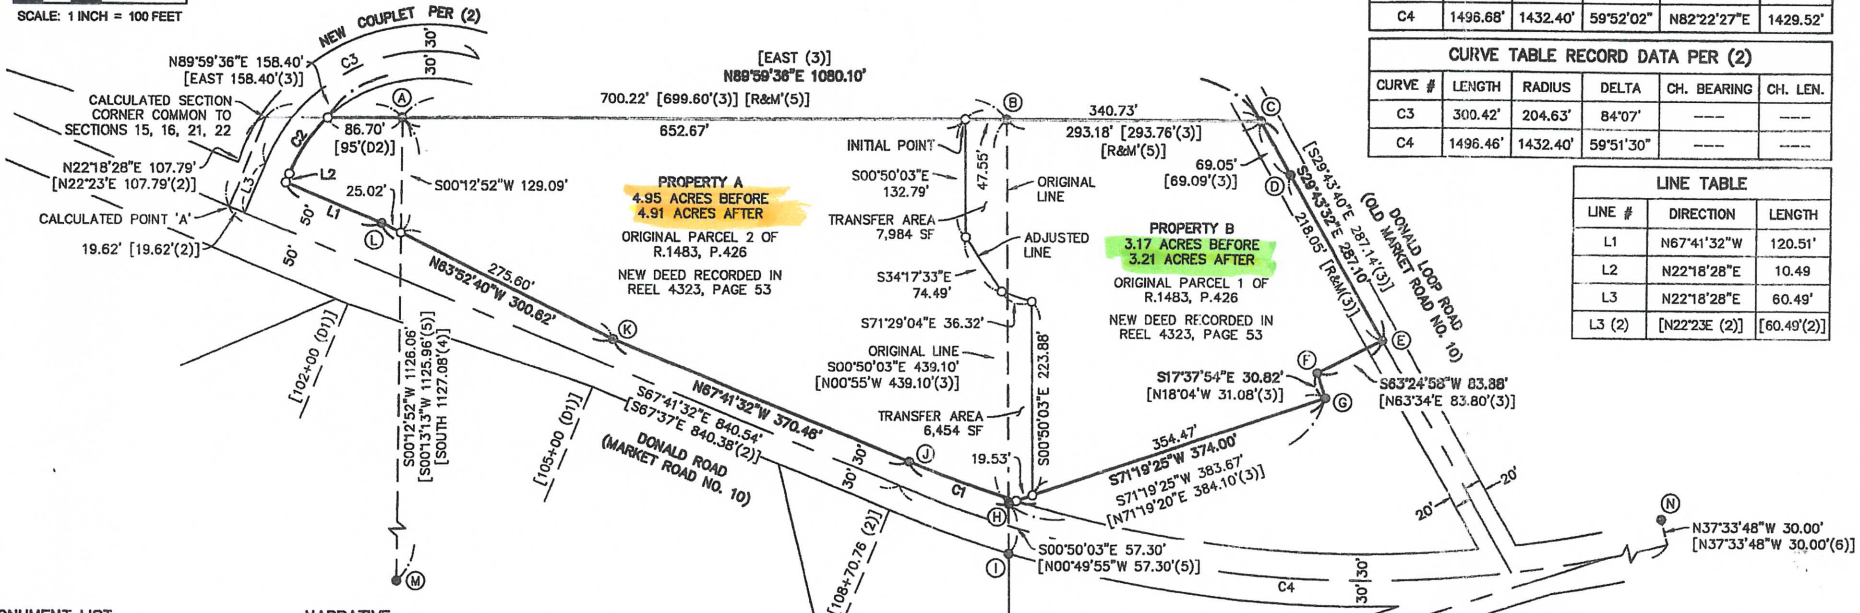 SCALE: 1 INCH = 100 FEET
NEW COUPLET PER (2)
C3
30' 30'
N89°59'36"E 158.40'
[EAST 158.40'(3)]
CALCULATED SECTION
CORNER COMMON TO
SECTIONS 15, 16, 21, 22
C2
N22°18'28"E 107.79'
[N22°23'E 107.79'(2)]
L3
L2
CALCULATED POINT 'A'
19.62' [19.62'(2)]
50'
50'
L1
25.02'
L
A
86.70'
[95'(D2)]
S00°12'52"W 129.09'
[EAST (3)]
N89°59'36"E 1080.10'
700.22' [699.60'(3)] [R&M'(5)]
652.67'
B
340.73'
293.18' [293.76'(3)]
[R&M'(5)]
C
INITIAL POINT
S00°50'03"E
132.79'
47.55'
ORIGINAL
LINE
TRANSFER AREA
7,984 SF
ADJUSTED
LINE
S34°17'33"E
74.49'
S71°29'04"E 36.32'
ORIGINAL LINE
S00°50'03"E 439.10'
[N00°55'W 439.10'(3)]
TRANSFER AREA
6,454 SF
S00°50'03"E 223.88'
19.53'
PROPERTY A
4.95 ACRES BEFORE
4.91 ACRES AFTER
ORIGINAL PARCEL 2 OF
R.1483, P.426
NEW DEED RECORDED IN
REEL 4323, PAGE 53
PROPERTY B
3.17 ACRES BEFORE
3.21 ACRES AFTER
ORIGINAL PARCEL 1 OF
R.1483, P.426
NEW DEED RECORDED IN
REEL 4323, PAGE 53
69.05'
[69.09'(3)]
D
[S29°43'40"E 287.14'(3)]
S29°43'32"E 287.10'
218.05' [R&M(3)]
DONALD LOOP ROAD
(OLD MARKET ROAD NO. 10)
E
F
G
S17°37'54"E 30.82'
[N18°04'W 31.08'(3)]
S63°24'58"W 83.88'
[N63°34'E 83.80'(3)]
354.47'
S71°19'25"W 374.00'
S71°19'25"W 383.67'
[N71°19'20"E 384.10'(3)]
275.60'
N63°52'40"W 300.62'
K
N67°41'32"W 370.46'
S67°41'32"E 840.54'
[S67°37'E 840.38'(2)]
DONALD ROAD
(MARKET ROAD NO. 10)
J
C1
30' 30'
H
I
S00°50'03"E 57.30'
[N00°49'55"W 57.30'(5)]
C4
30' 30'
20'
20'
N
N37°33'48"W 30.00'
[N37°33'48"W 30.00'(6)]
[102+00 (D1)]
[105+00 (D1)]
[108+70.76 (2)]
S00°12'52"W 1126.06'
[S00°13'13"W 1125.96'(5)]
[SOUTH 1127.08'(4)]
M
C4 1496.68' 1432.40' 59°52'02" N82°22'27"E 1429.52'
CURVE TABLE RECORD DATA PER (2)
CURVE # LENGTH RADIUS DELTA CH. BEARING CH. LEN.
C3 300.42' 204.63' 84°07' --- ---
C4 1496.46' 1432.40' 59°51'30" --- ---
LINE TABLE
LINE # DIRECTION LENGTH
L1 N67°41'32"W 120.51'
L2 N22°18'28"E 10.49
L3 N22°18'28"E 60.49'
L3 (2) [N22°23E (2)] [60.49'(2)]